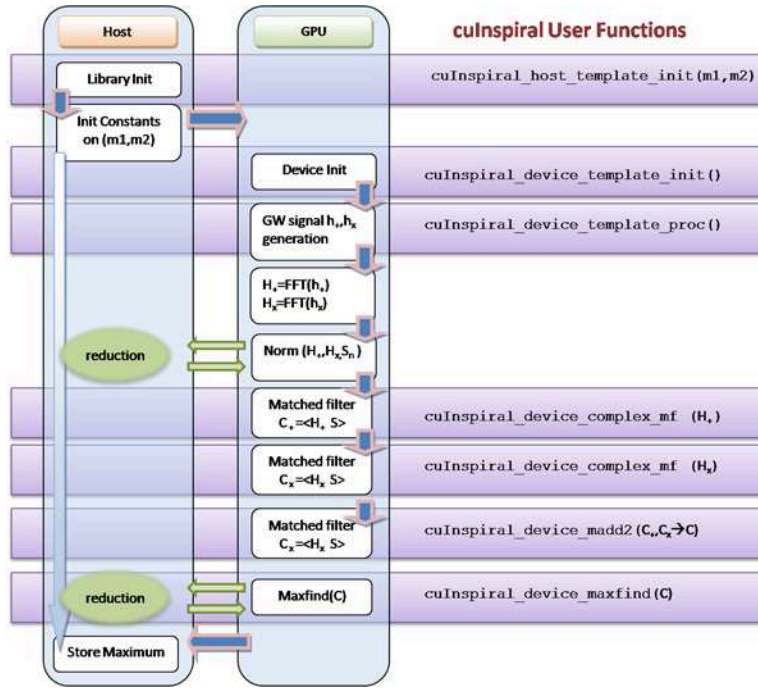 Host
GPU
cuInspiral User Functions
Library Init
cuInspiral_host_template_init(m1,m2)
Init Constants
on (m1,m2)
Device Init
cuInspiral_device_template_init()
GW signal h₊,hₓ
generation
cuInspiral_device_template_proc()
H₊=FFT(h₊)
Hₓ=FFT(hₓ)
reduction
Norm (H₊,Hₓ,Sₙ)
Matched filter
C₊=<H₊ S>
cuInspiral_device_complex_mf (H₊)
Matched filter
Cₓ=<Hₓ S>
cuInspiral_device_complex_mf (Hₓ)
Matched filter
Cₓ=<Hₓ S>
cuInspiral_device_madd2(C₊,Cₓ→C)
reduction
Maxfind(C)
cuInspiral_device_maxfind(C)
Store Maximum